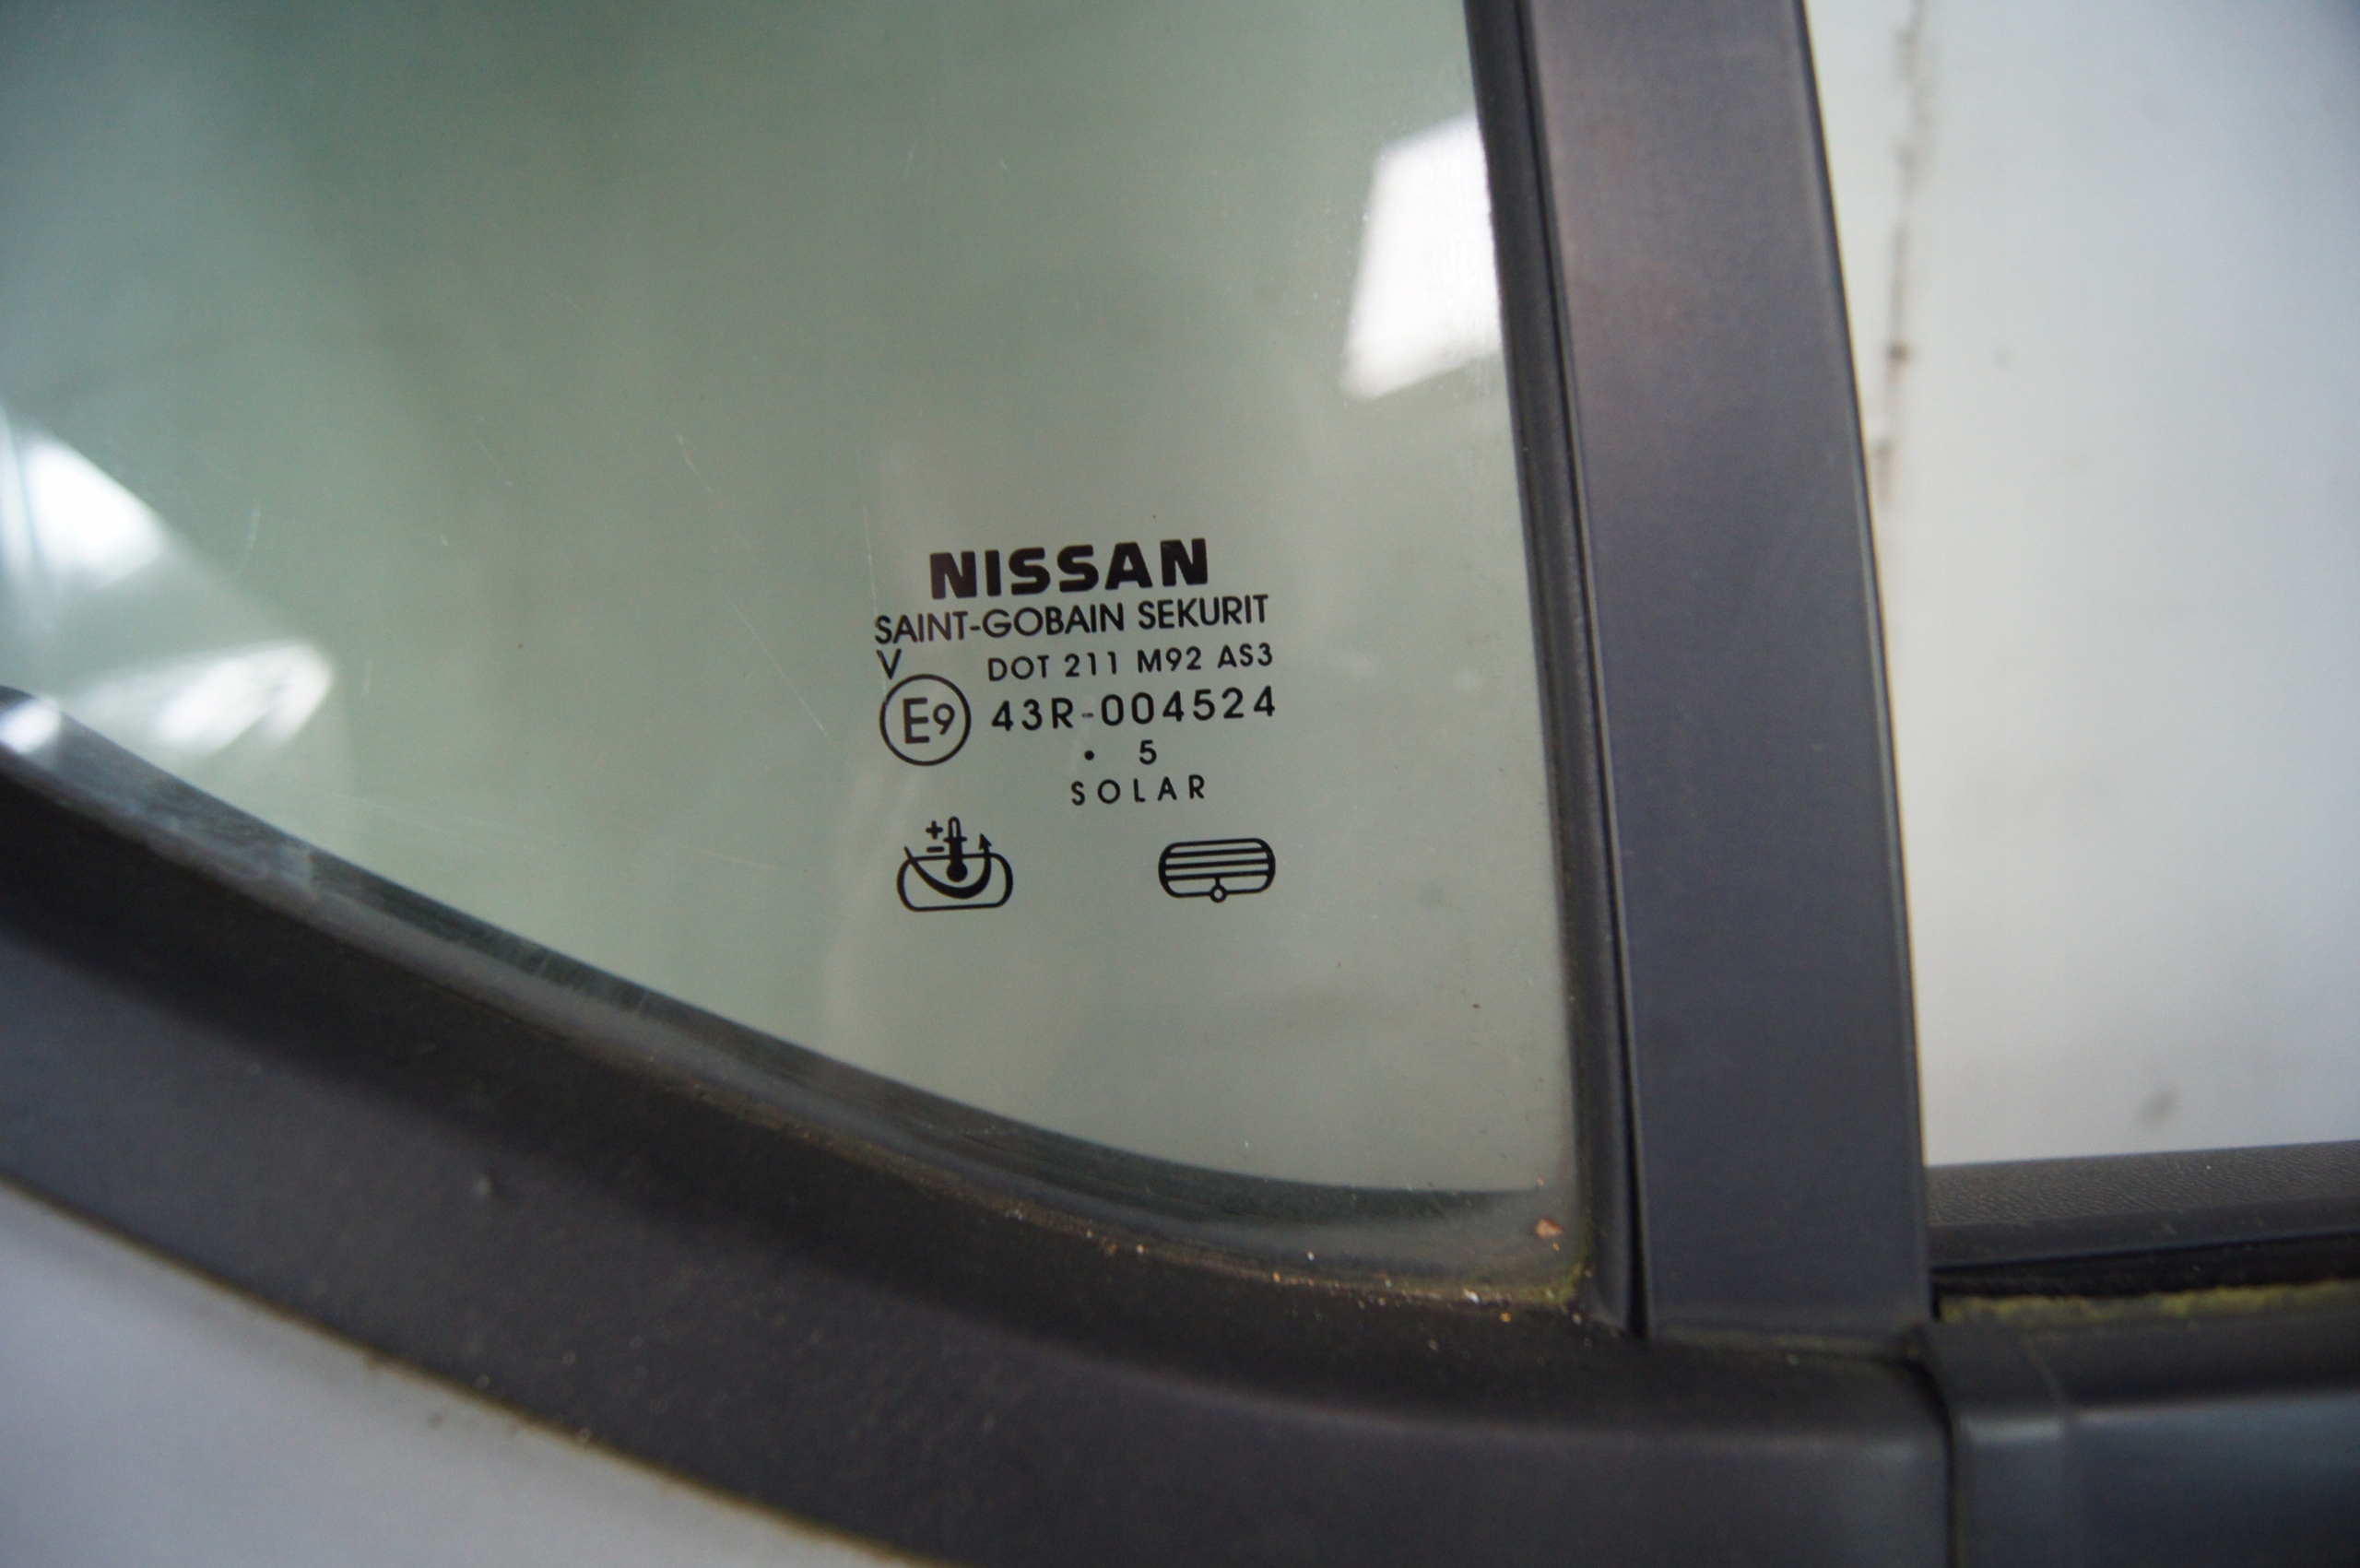 NISSAN
SAINT-GOBAIN SEKURIT
V DOT 211 M92 AS3
E9 43R-004524
• 5
SOLAR